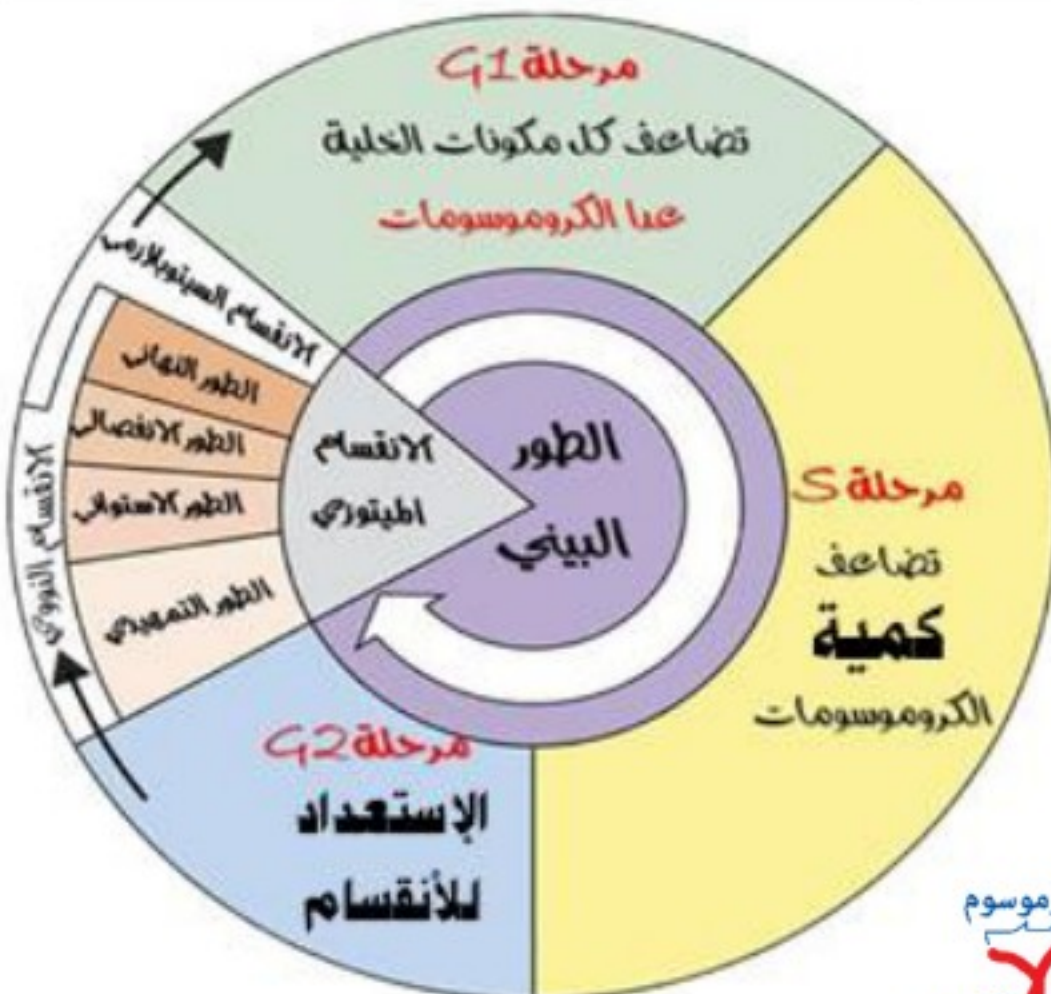 مرحلة G1
تضاعف كل مكونات الخلية
عدا الكروموسومات
الانقسام السيتوبلازمي
الطور النهائي
الطور الانفصالي
الطور الاستوائي
الطور التمهيدي
الانقسام النووي
الانقسام
الميتوزي
الطور
البيني
مرحلة S
تضاعف
كمية
الكروموسومات
مرحلة G2
الإستعداد
للأنقسام